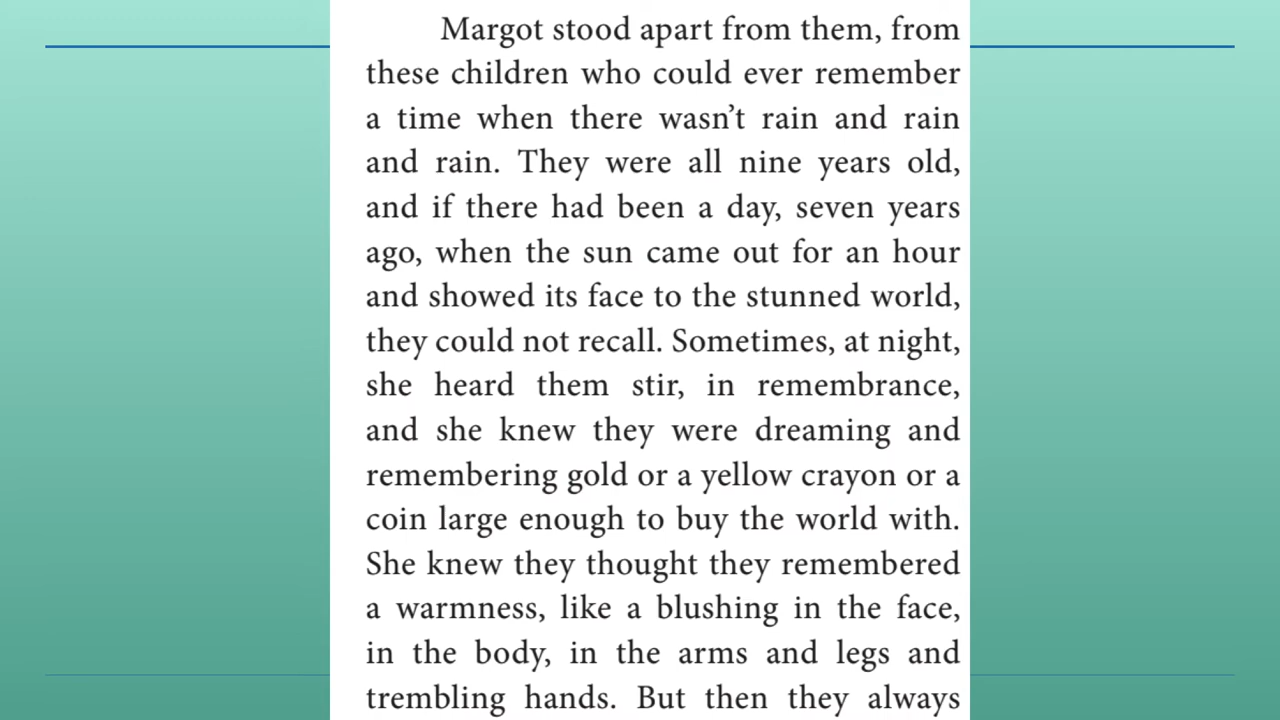 Margot stood apart from them, from
these children who could ever remember
a time when there wasn’t rain and rain
and rain. They were all nine years old,
and if there had been a day, seven years
ago, when the sun came out for an hour
and showed its face to the stunned world,
they could not recall. Sometimes, at night,
she heard them stir, in remembrance,
and she knew they were dreaming and
remembering gold or a yellow crayon or a
coin large enough to buy the world with.
She knew they thought they remembered
a warmness, like a blushing in the face,
in the body, in the arms and legs and
trembling hands. But then they always